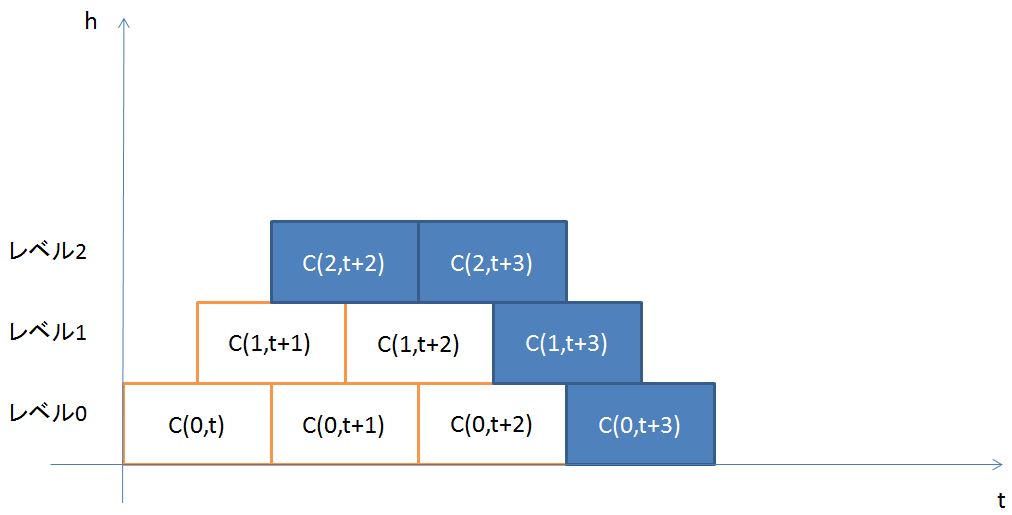 h
レベル2
C(2,t+2)
C(2,t+3)
レベル1
C(1,t+1)
C(1,t+2)
C(1,t+3)
レベル0
C(0,t)
C(0,t+1)
C(0,t+2)
C(0,t+3)
t